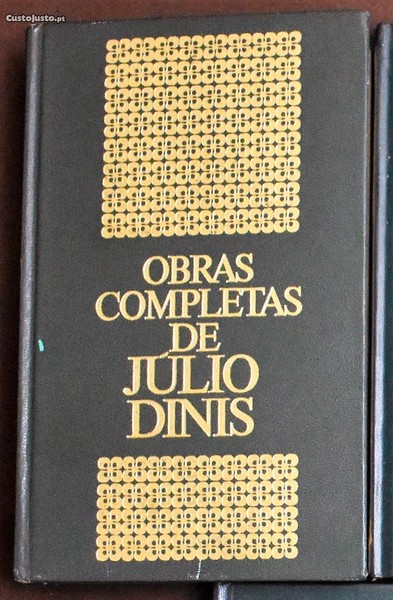 CustoJusto.pt
OBRAS
COMPLETAS
DE
JÚLIO
DINIS